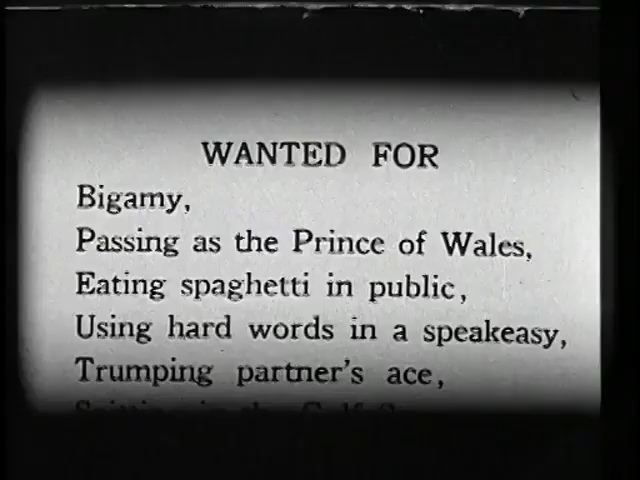 WANTED FOR
Bigamy,
Passing as the Prince of Wales,
Eating spaghetti in public,
Using hard words in a speakeasy,
Trumping partner's ace,